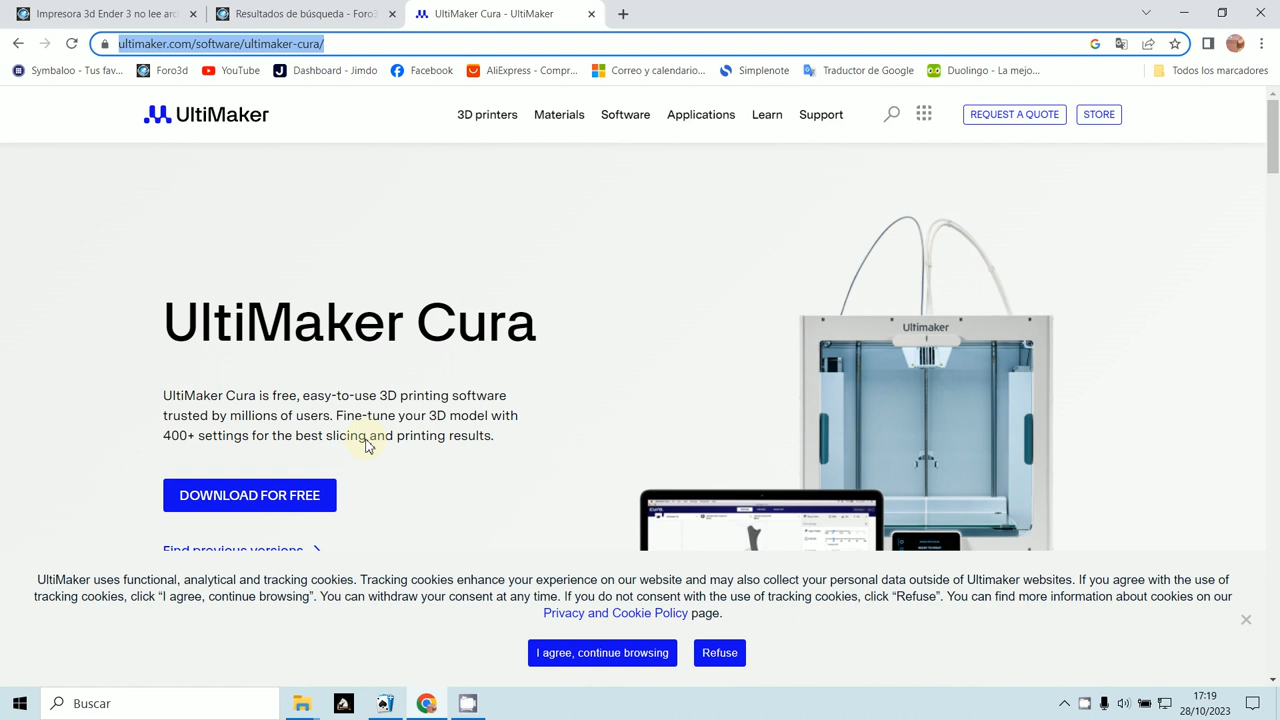 Impresora 3d Ender 3 no lee arc
Resultados de búsqueda - Foro3
UltiMaker Cura - UltiMaker
ultimaker.com/software/ultimaker-cura/
Symbaloo - Tus fav...
Foro3d
YouTube
Dashboard - Jimdo
Facebook
AliExpress - Compr...
Correo y calendario...
Simplenote
Traductor de Google
Duolingo - La mejo...
Todos los marcadores
UltiMaker
3D printers
Materials
Software
Applications
Learn
Support
REQUEST A QUOTE
STORE
Ultimaker
UltiMaker Cura
UltiMaker Cura is free, easy-to-use 3D printing software
trusted by millions of users. Fine-tune your 3D model with
400+ settings for the best slicing and printing results.
DOWNLOAD FOR FREE
Find previous versions
UltiMaker uses functional, analytical and tracking cookies. Tracking cookies enhance your experience on our website and may also collect your personal data outside of Ultimaker websites. If you agree with the use of
tracking cookies, click “I agree, continue browsing”. You can withdraw your consent at any time. If you do not consent with the use of tracking cookies, click “Refuse”. You can find more information about cookies on our
Privacy and Cookie Policy page.
I agree, continue browsing
Refuse
Buscar
17:19
28/10/2023